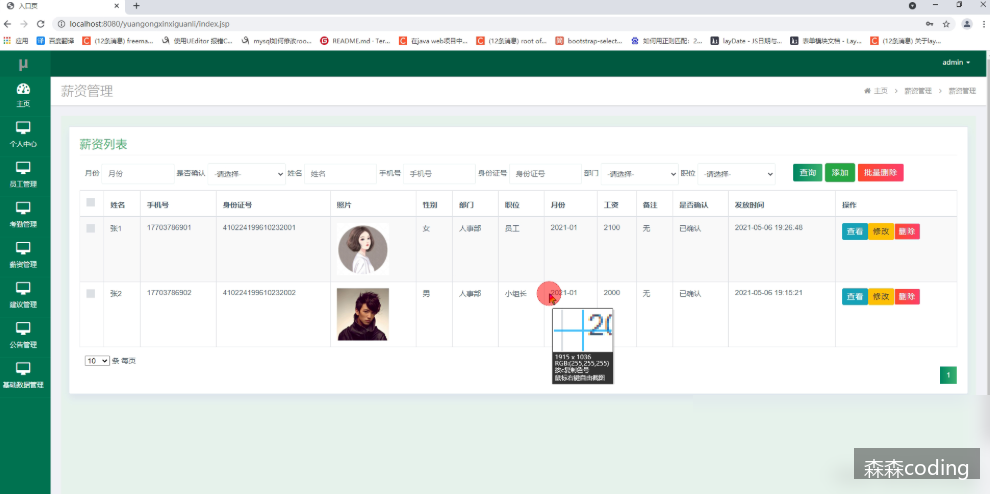 入口页
localhost:8080/yuangongxinxiguanli/index.jsp
应用 百度翻译 (12条消息) freema... 使用UEditor 报错C... mysql如何修改roo... README.md · Ter... 在java web项目中... (12条消息) root of... bootstrap-select... 如何用正则匹配：2... layDate - JS日期与... 表单模块文档 - Lay... (12条消息) 关于lay...
μ
admin
主页
个人中心
员工管理
考勤管理
薪资管理
建议管理
公告管理
基础数据管理
薪资管理
主页 > 薪资管理 > 薪资管理
薪资列表
月份 月份 是否确认 -请选择- 姓名 姓名 手机号 手机号 身份证号 身份证号 部门 -请选择- 职位 -请选择- 查询 添加 批量删除
姓名 手机号 身份证号 照片 性别 部门 职位 月份 工资 备注 是否确认 发放时间 操作
张1 17703786901 410224199610232001 女 人事部 员工 2021-01 2100 无 已确认 2021-05-06 19:26:48 查看 修改 删除
张2 17703786902 410224199610232002 男 人事部 小组长 2021-01 2000 无 已确认 2021-05-06 19:15:21 查看 修改 删除
20
1915 x 1036
RGB:(255,255,255)
按c复制色号
鼠标右键自由截图
10 条 每页
1
森森coding